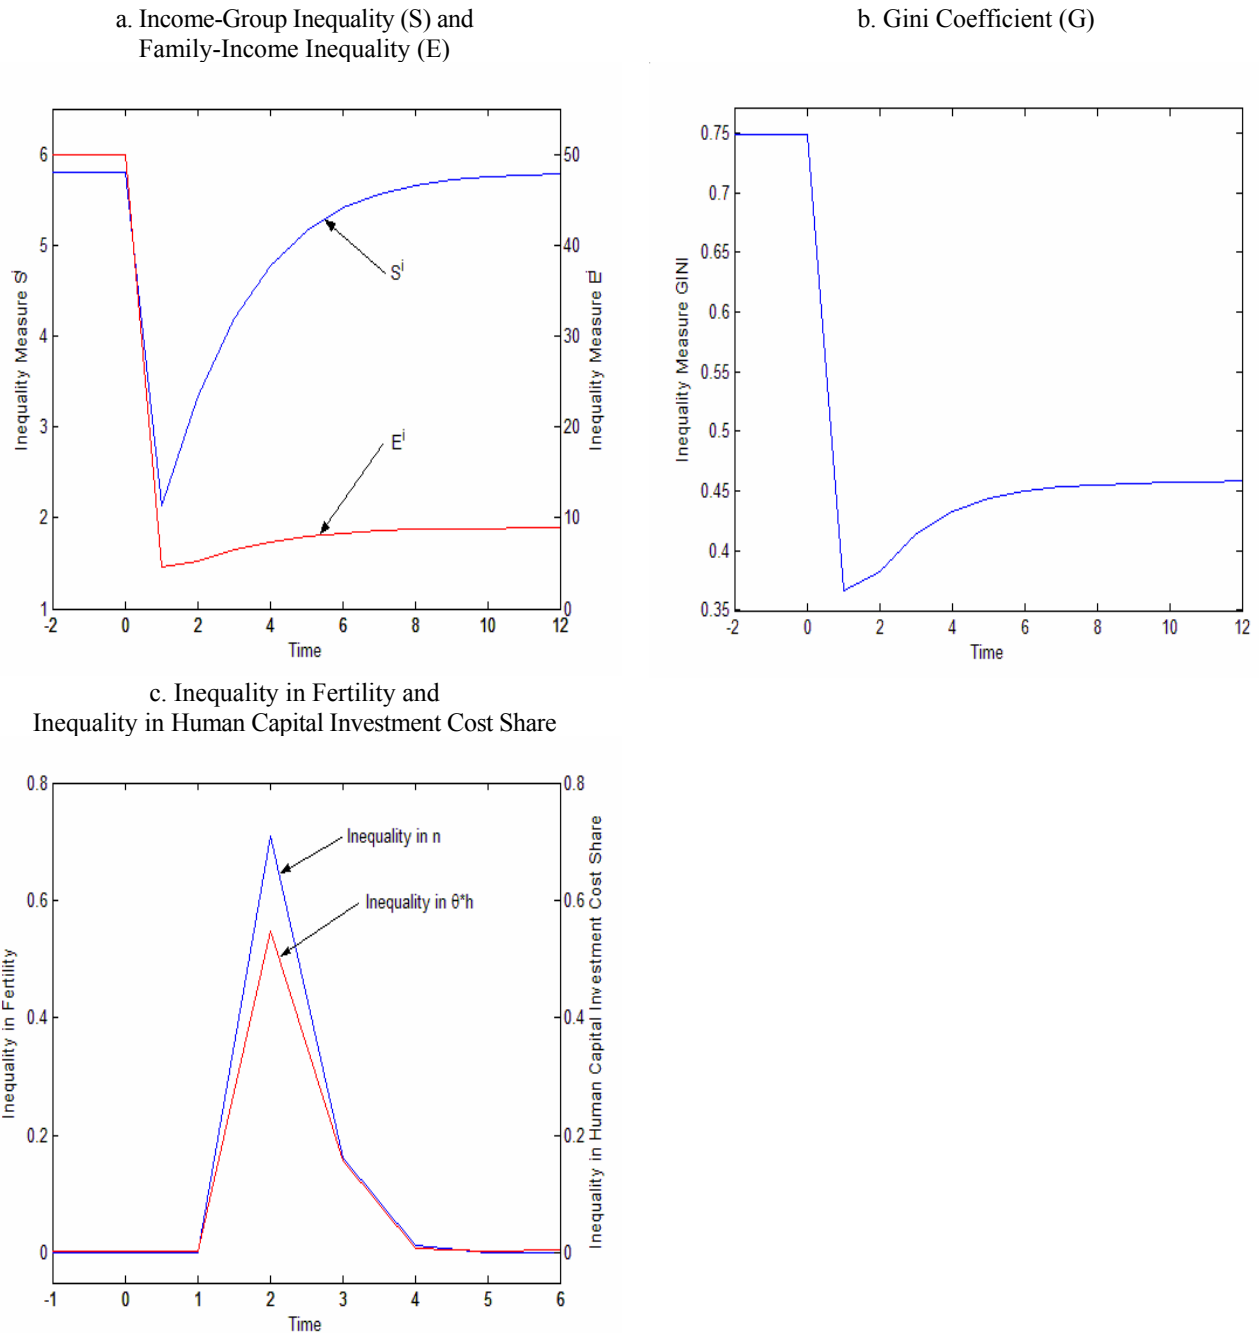 a. Income-Group Inequality (S) and
Family-Income Inequality (E)
b. Gini Coefficient (G)
Inequality Measure S^i
6
5
4
3
2
1
S^i
E^i
50
40
30
20
10
0
Inequality Measure E^i
-2 0 2 4 6 8 10 12
Time
Inequality Measure GINI
0.75
0.7
0.65
0.6
0.55
0.5
0.45
0.4
0.35
-2 0 2 4 6 8 10 12
Time
c. Inequality in Fertility and
Inequality in Human Capital Investment Cost Share
Inequality in Fertility
0.8
0.6
0.4
0.2
0
Inequality in n
Inequality in θ*h
0.8
0.6
0.4
0.2
0
Inequality in Human Capital Investment Cost Share
-1 0 1 2 3 4 5 6
Time